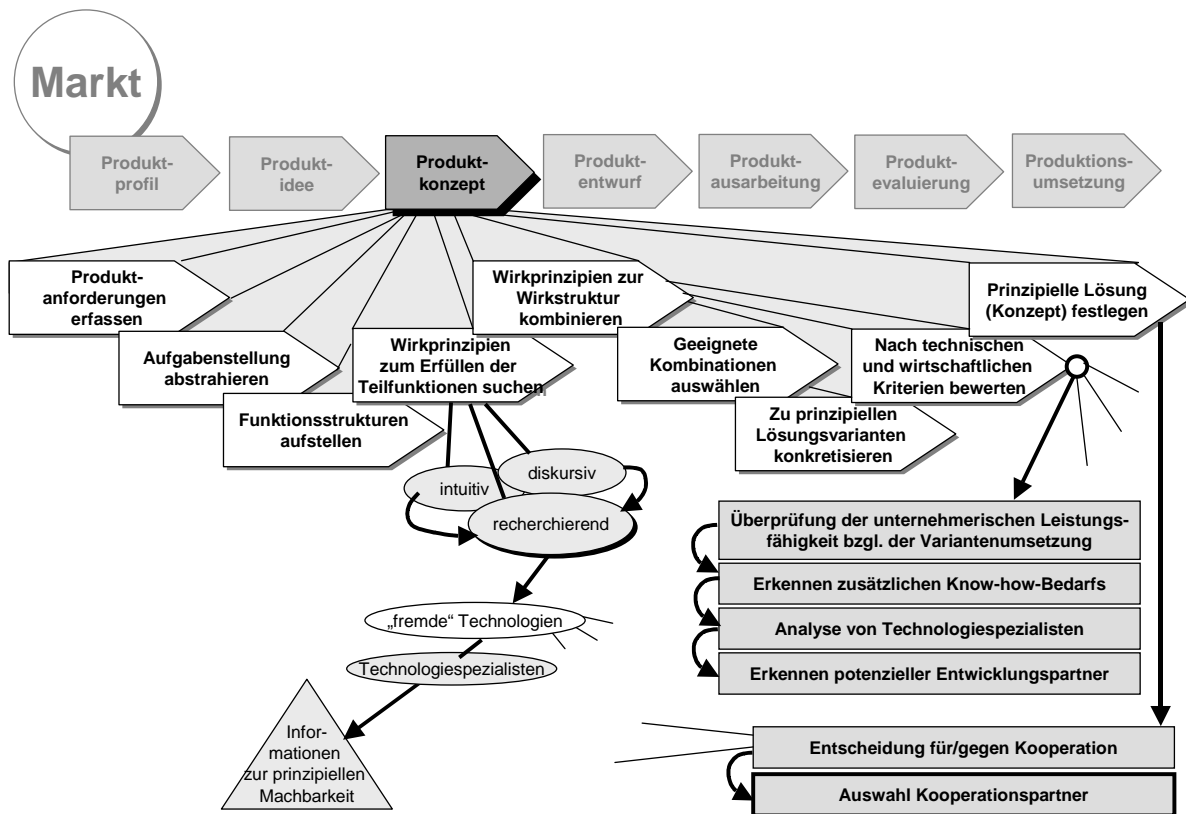 Markt
Produkt-
profil
Produkt-
idee
Produkt-
konzept
Produkt-
entwurf
Produkt-
ausarbeitung
Produkt-
evaluierung
Produktions-
umsetzung
Produkt-
anforderungen
erfassen
Aufgabenstellung
abstrahieren
Funktionsstrukturen
aufstellen
Wirkprinzipien
zum Erfüllen der
Teilfunktionen suchen
Wirkprinzipien zur
Wirkstruktur
kombinieren
Geeignete
Kombinationen
auswählen
Zu prinzipiellen
Lösungsvarianten
konkretisieren
Nach technischen
und wirtschaftlichen
Kriterien bewerten
Prinzipielle Lösung
(Konzept) festlegen
intuitiv
diskursiv
recherchierend
„fremde“ Technologien
Technologiespezialisten
Infor-
mationen
zur prinzipiellen
Machbarkeit
Überprüfung der unternehmerischen Leistungs-
fähigkeit bzgl. der Variantenumsetzung
Erkennen zusätzlichen Know-how-Bedarfs
Analyse von Technologiespezialisten
Erkennen potenzieller Entwicklungspartner
Entscheidung für/gegen Kooperation
Auswahl Kooperationspartner